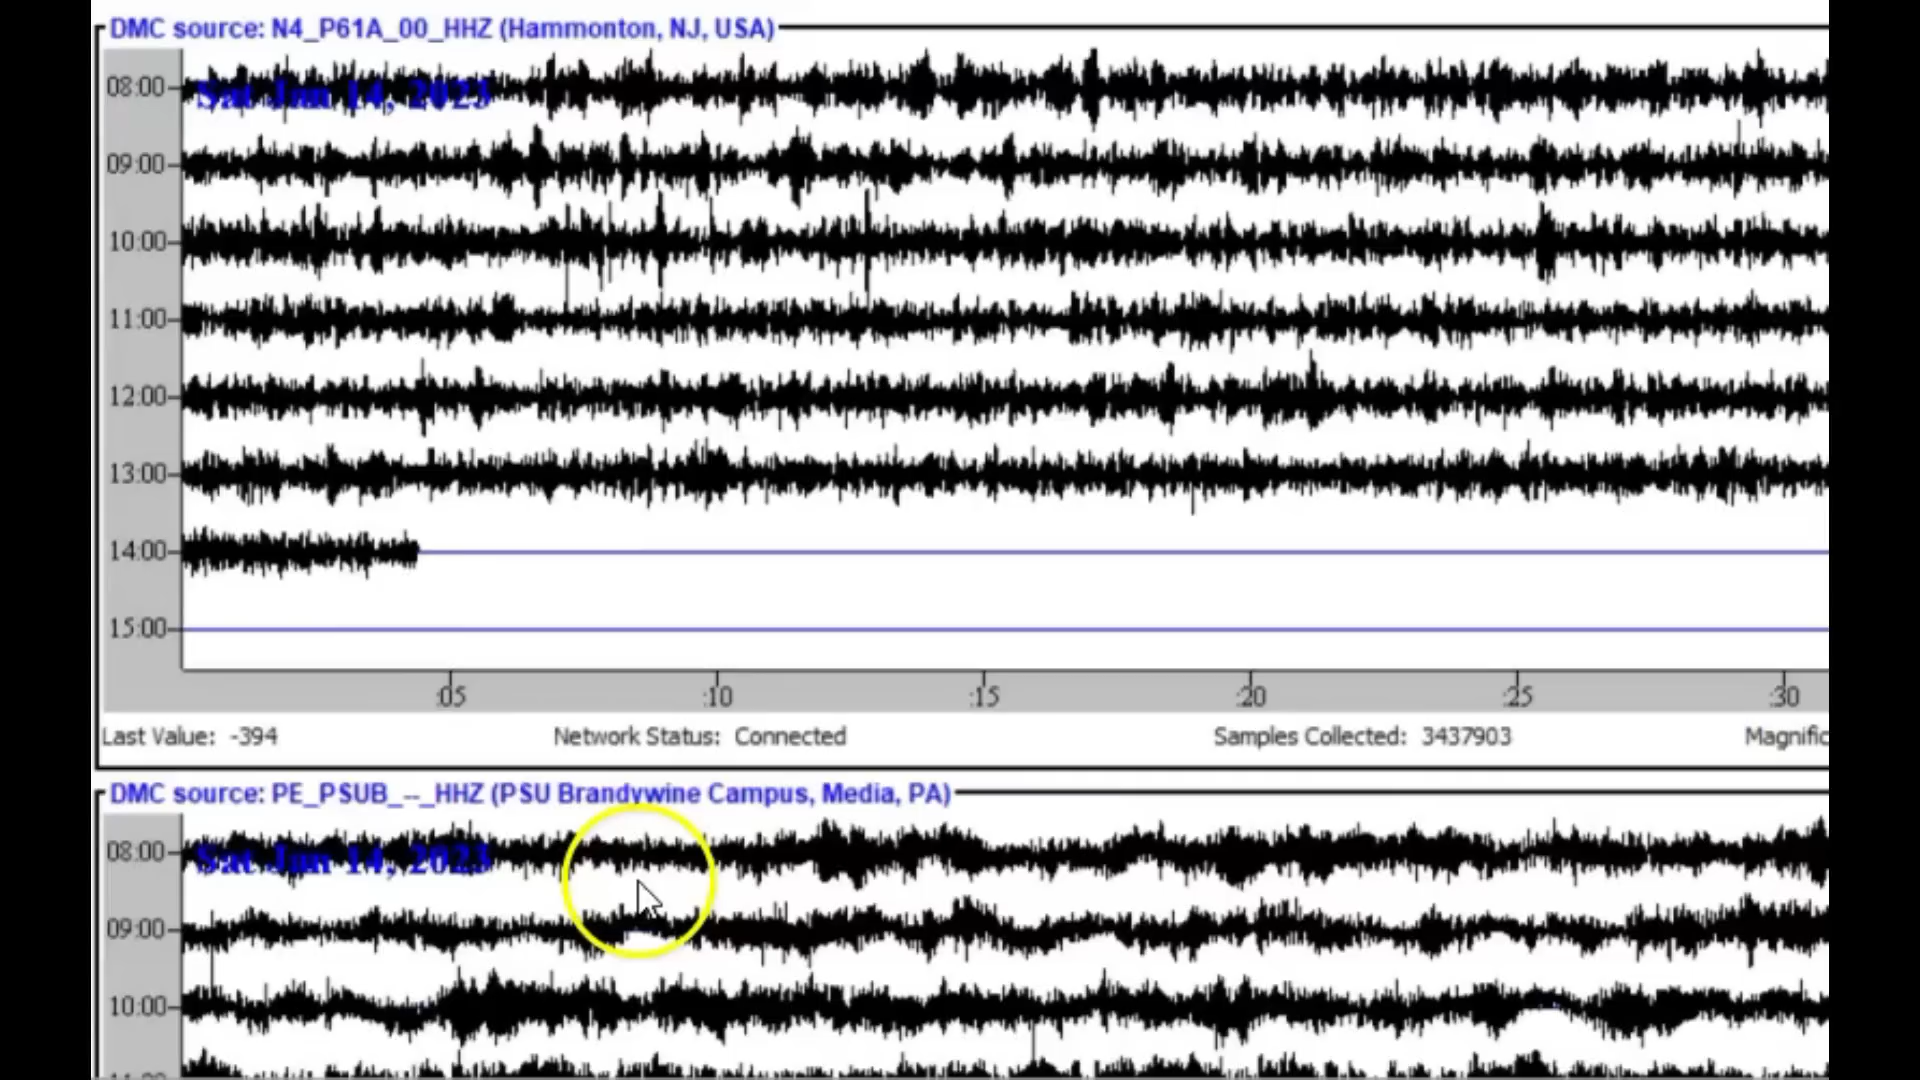 DMC source: N4_P61A_00_HHZ (Hammonton, NJ, USA)
08:00
Sat Jan 14, 2023
09:00
10:00
11:00
12:00
13:00
14:00
15:00
:05 :10 :15 :20 :25 :30
Last Value: -394 Network Status: Connected Samples Collected: 3437903 Magnific
DMC source: PE_PSUB_--_HHZ (PSU Brandywine Campus, Media, PA)
08:00
Sat Jan 14, 2023
09:00
10:00